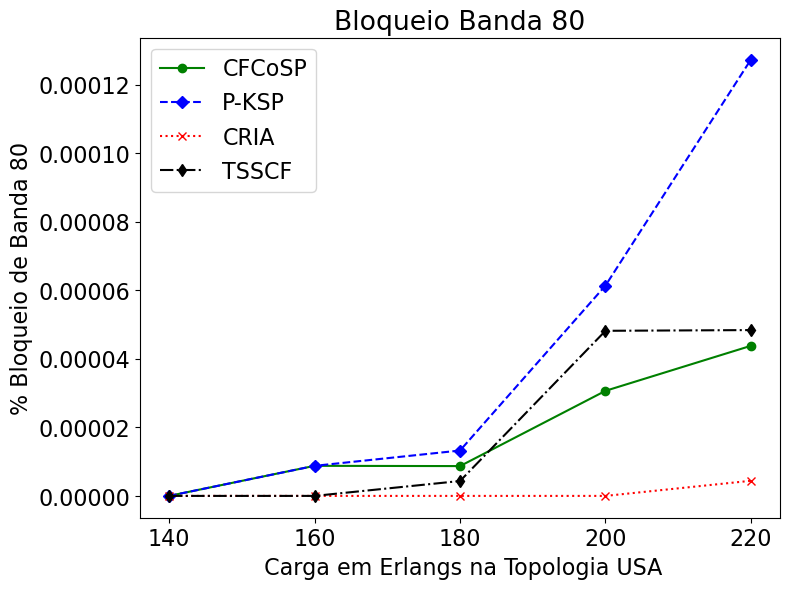 Bloqueio Banda 80
CFCoSP
P-KSP
CRIA
TSSCF
% Bloqueio de Banda 80
0.00012
0.00010
0.00008
0.00006
0.00004
0.00002
0.00000
140 160 180 200 220
Carga em Erlangs na Topologia USA